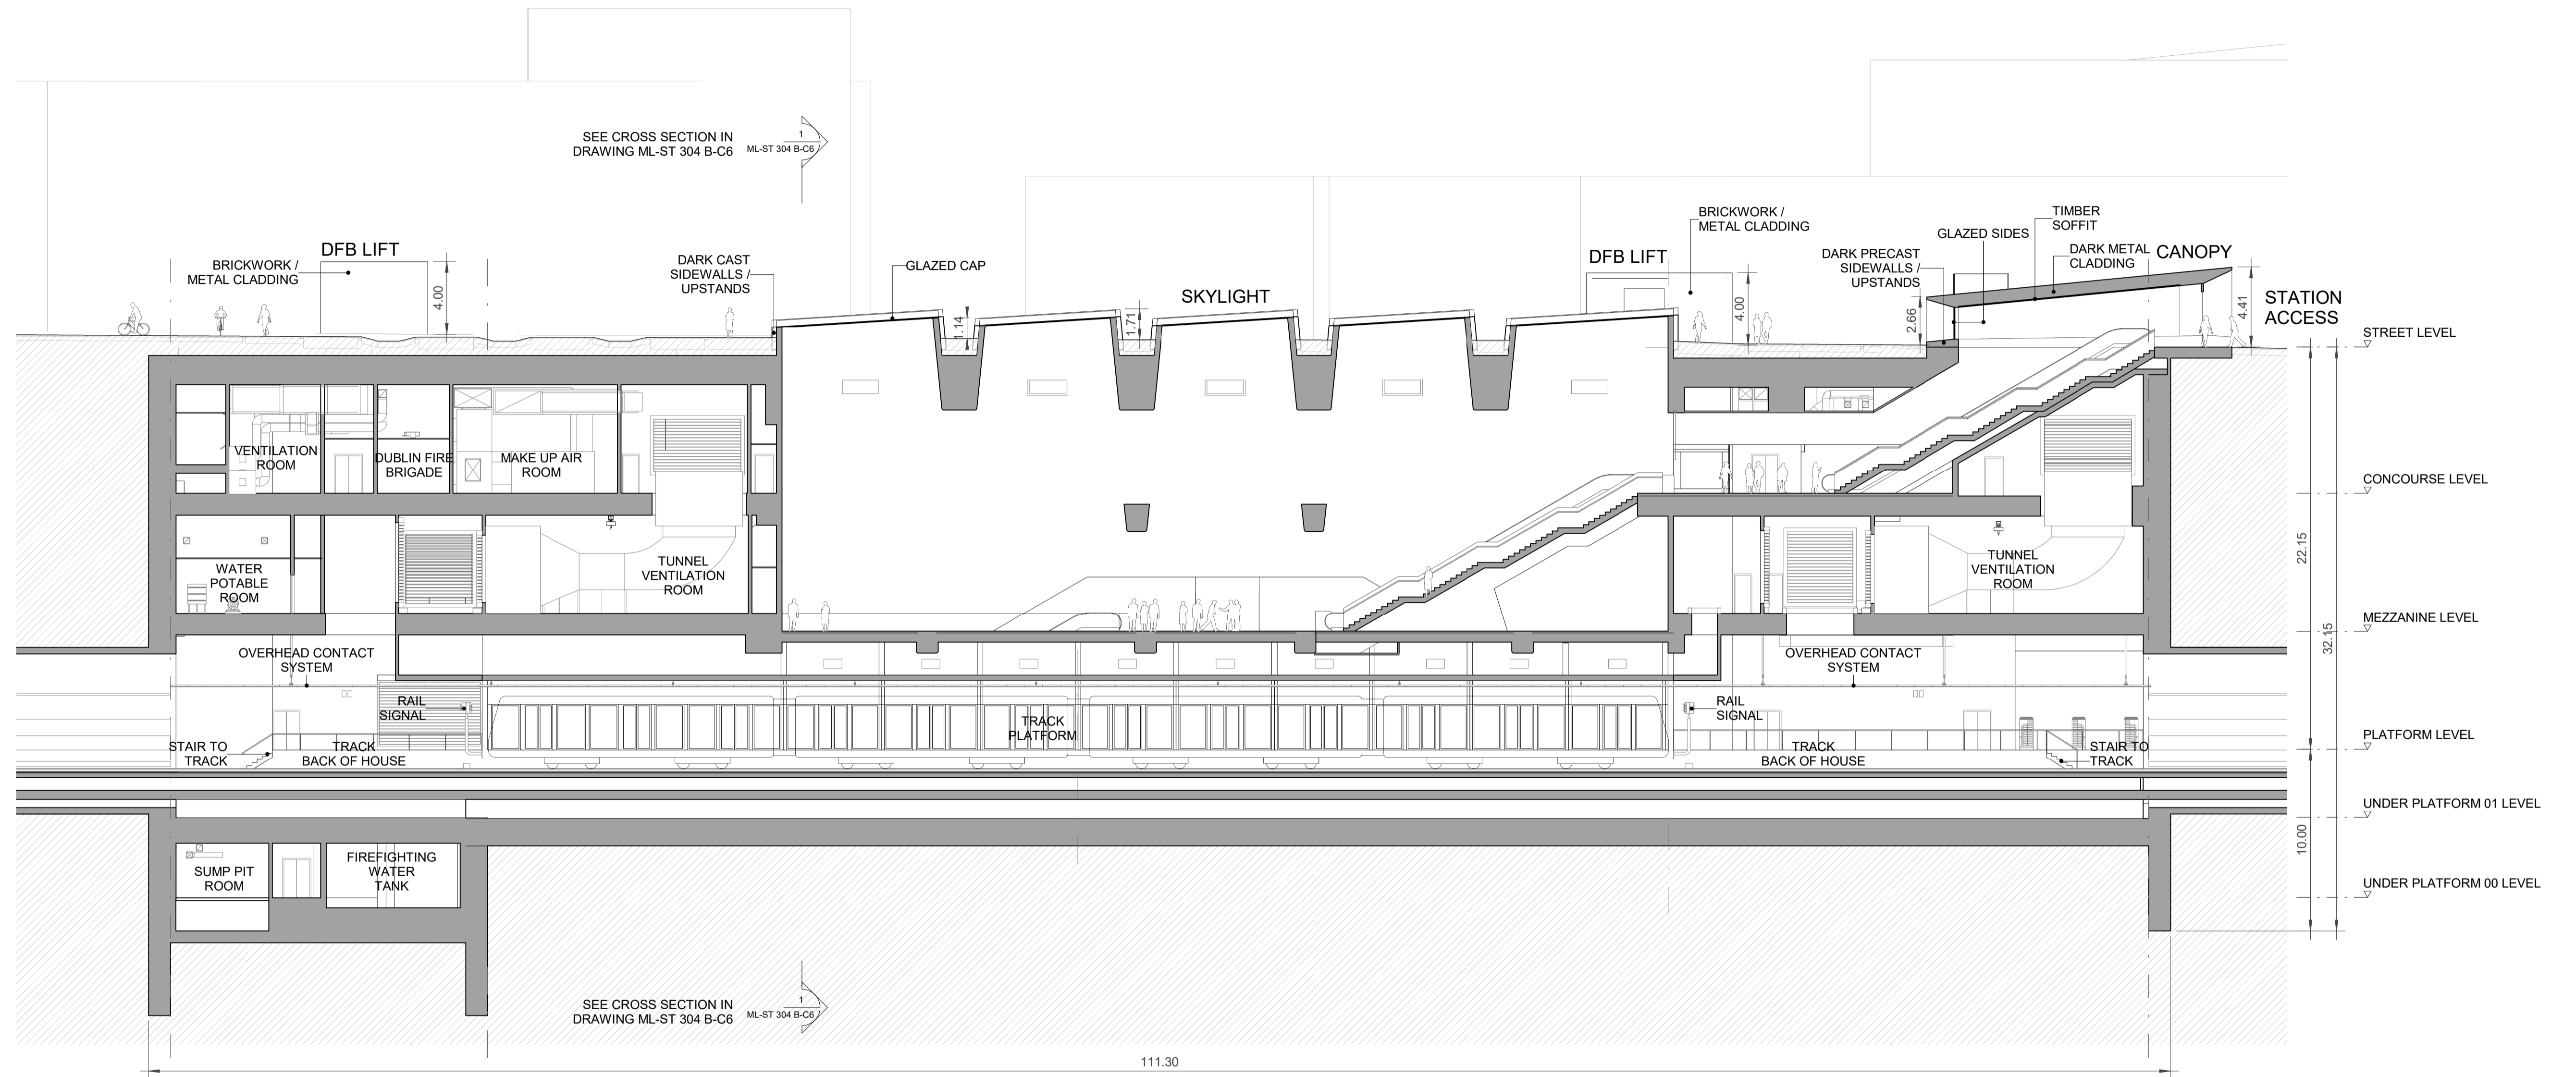 SEE CROSS SECTION IN
DRAWING ML-ST 304 B-C6
1
ML-ST 304 B-C6
DFB LIFT
BRICKWORK /
METAL CLADDING
4.00
DARK CAST
SIDEWALLS /
UPSTANDS
GLAZED CAP
1.14
1.71
SKYLIGHT
DFB LIFT
BRICKWORK /
METAL CLADDING
4.00
DARK PRECAST
SIDEWALLS /
UPSTANDS
2.66
GLAZED SIDES
TIMBER
SOFFIT
DARK METAL
CLADDING
CANOPY
4.41
STATION
ACCESS
STREET LEVEL
VENTILATION
ROOM
DUBLIN FIRE
BRIGADE
MAKE UP AIR
ROOM
CONCOURSE LEVEL
WATER
POTABLE
ROOM
TUNNEL
VENTILATION
ROOM
TUNNEL
VENTILATION
ROOM
22.15
32.15
MEZZANINE LEVEL
OVERHEAD CONTACT
SYSTEM
OVERHEAD CONTACT
SYSTEM
RAIL
SIGNAL
TRACK
PLATFORM
RAIL
SIGNAL
STAIR TO
TRACK
TRACK
BACK OF HOUSE
TRACK
BACK OF HOUSE
STAIR TO
TRACK
PLATFORM LEVEL
UNDER PLATFORM 01 LEVEL
10.00
SUMP PIT
ROOM
FIREFIGHTING
WATER
TANK
UNDER PLATFORM 00 LEVEL
SEE CROSS SECTION IN
DRAWING ML-ST 304 B-C6
1
ML-ST 304 B-C6
111.30